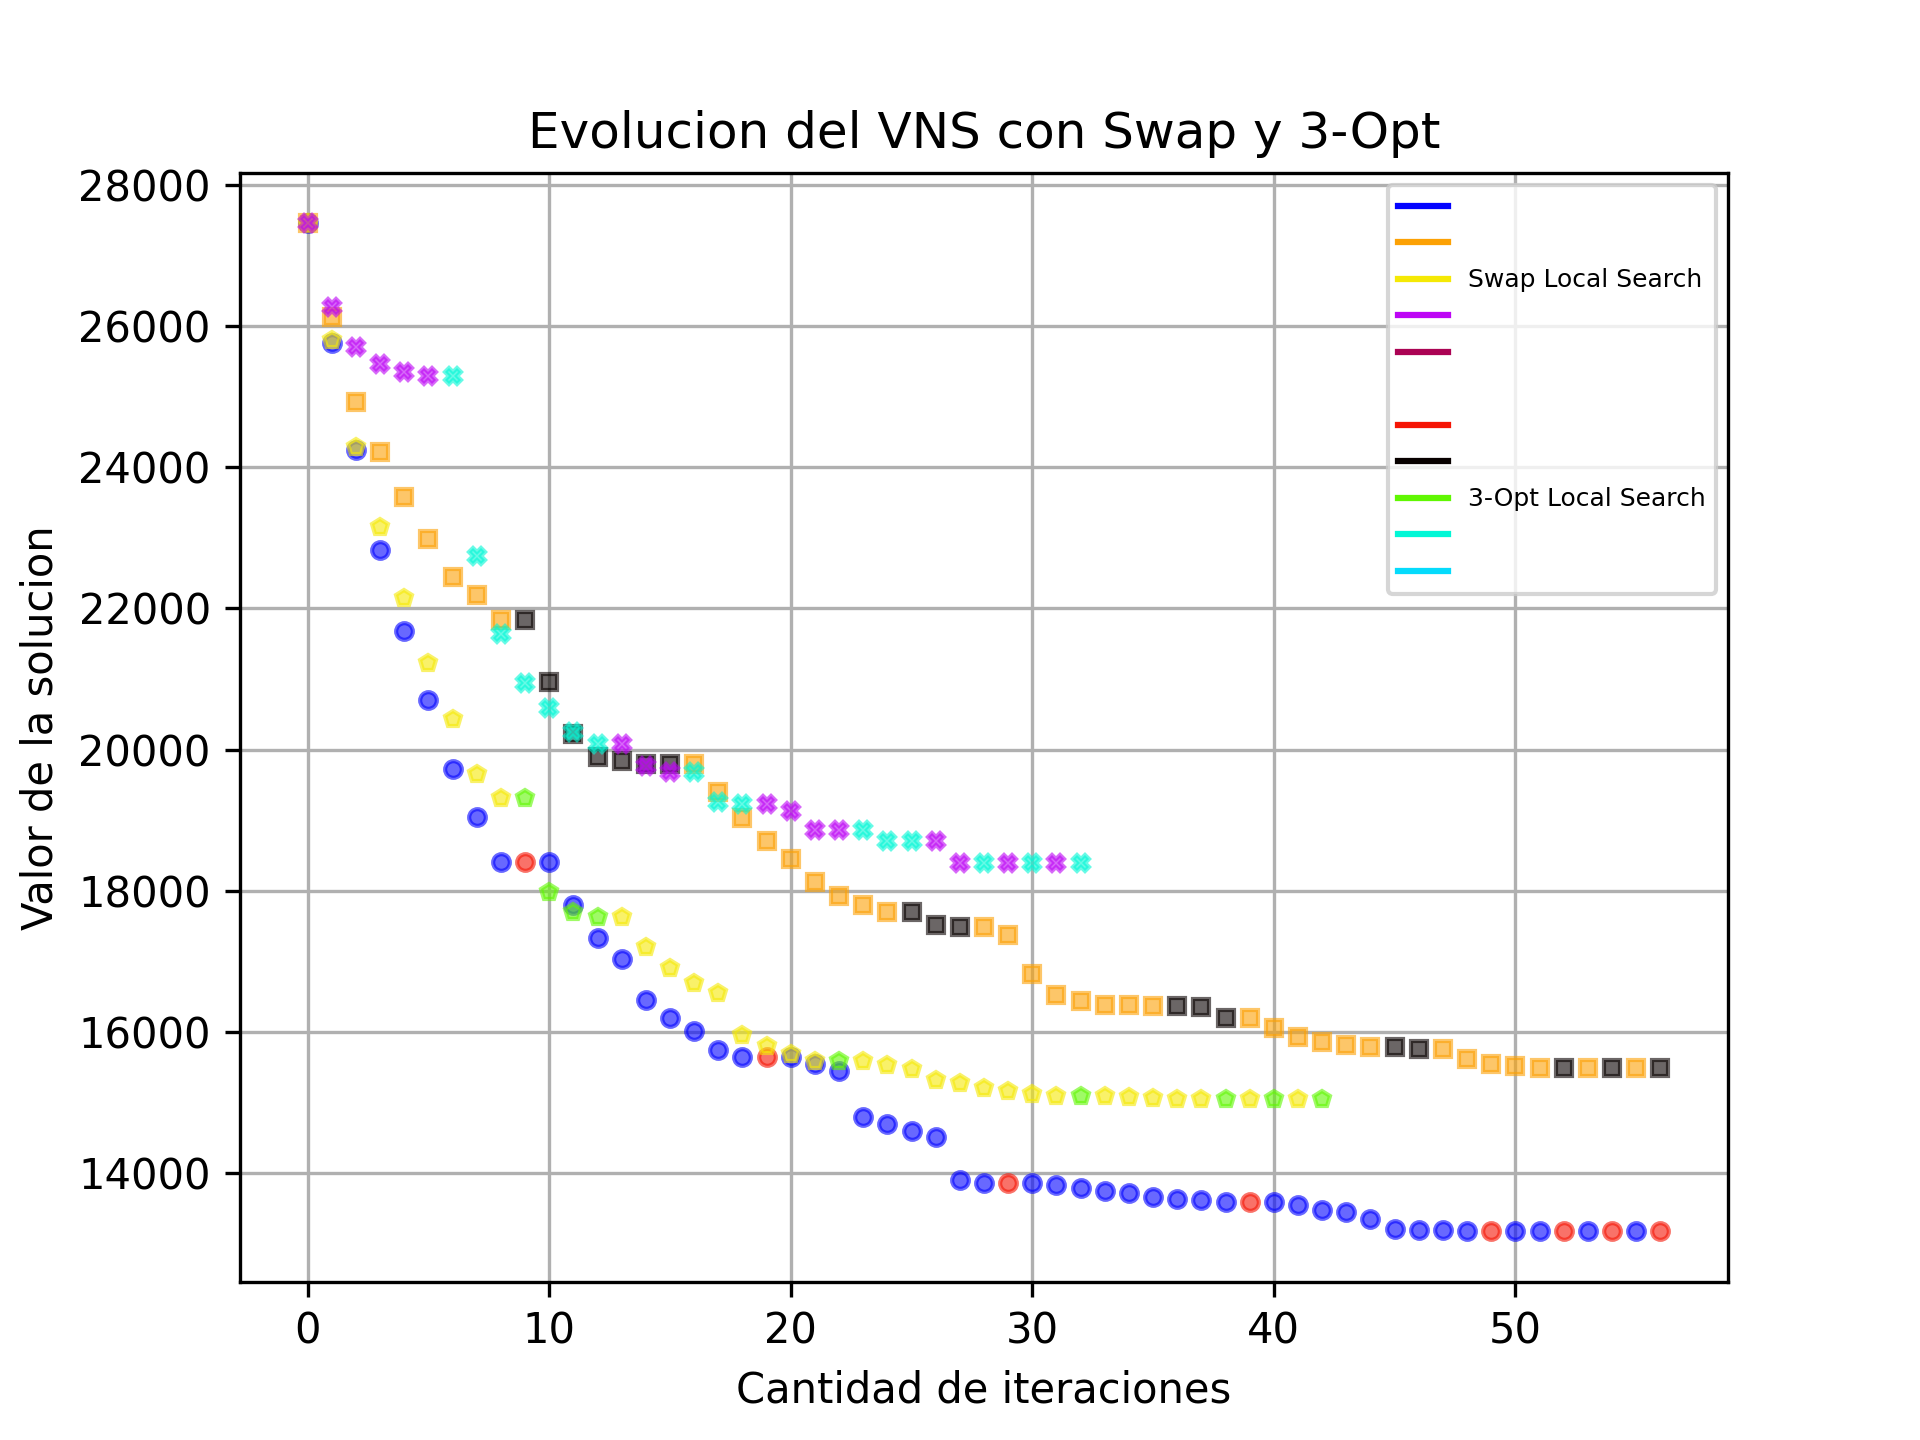 Evolucion del VNS con Swap y 3-Opt
28000
26000
24000
22000
20000
18000
16000
14000
Valor de la solucion
Swap Local Search
3-Opt Local Search
0 10 20 30 40 50
Cantidad de iteraciones